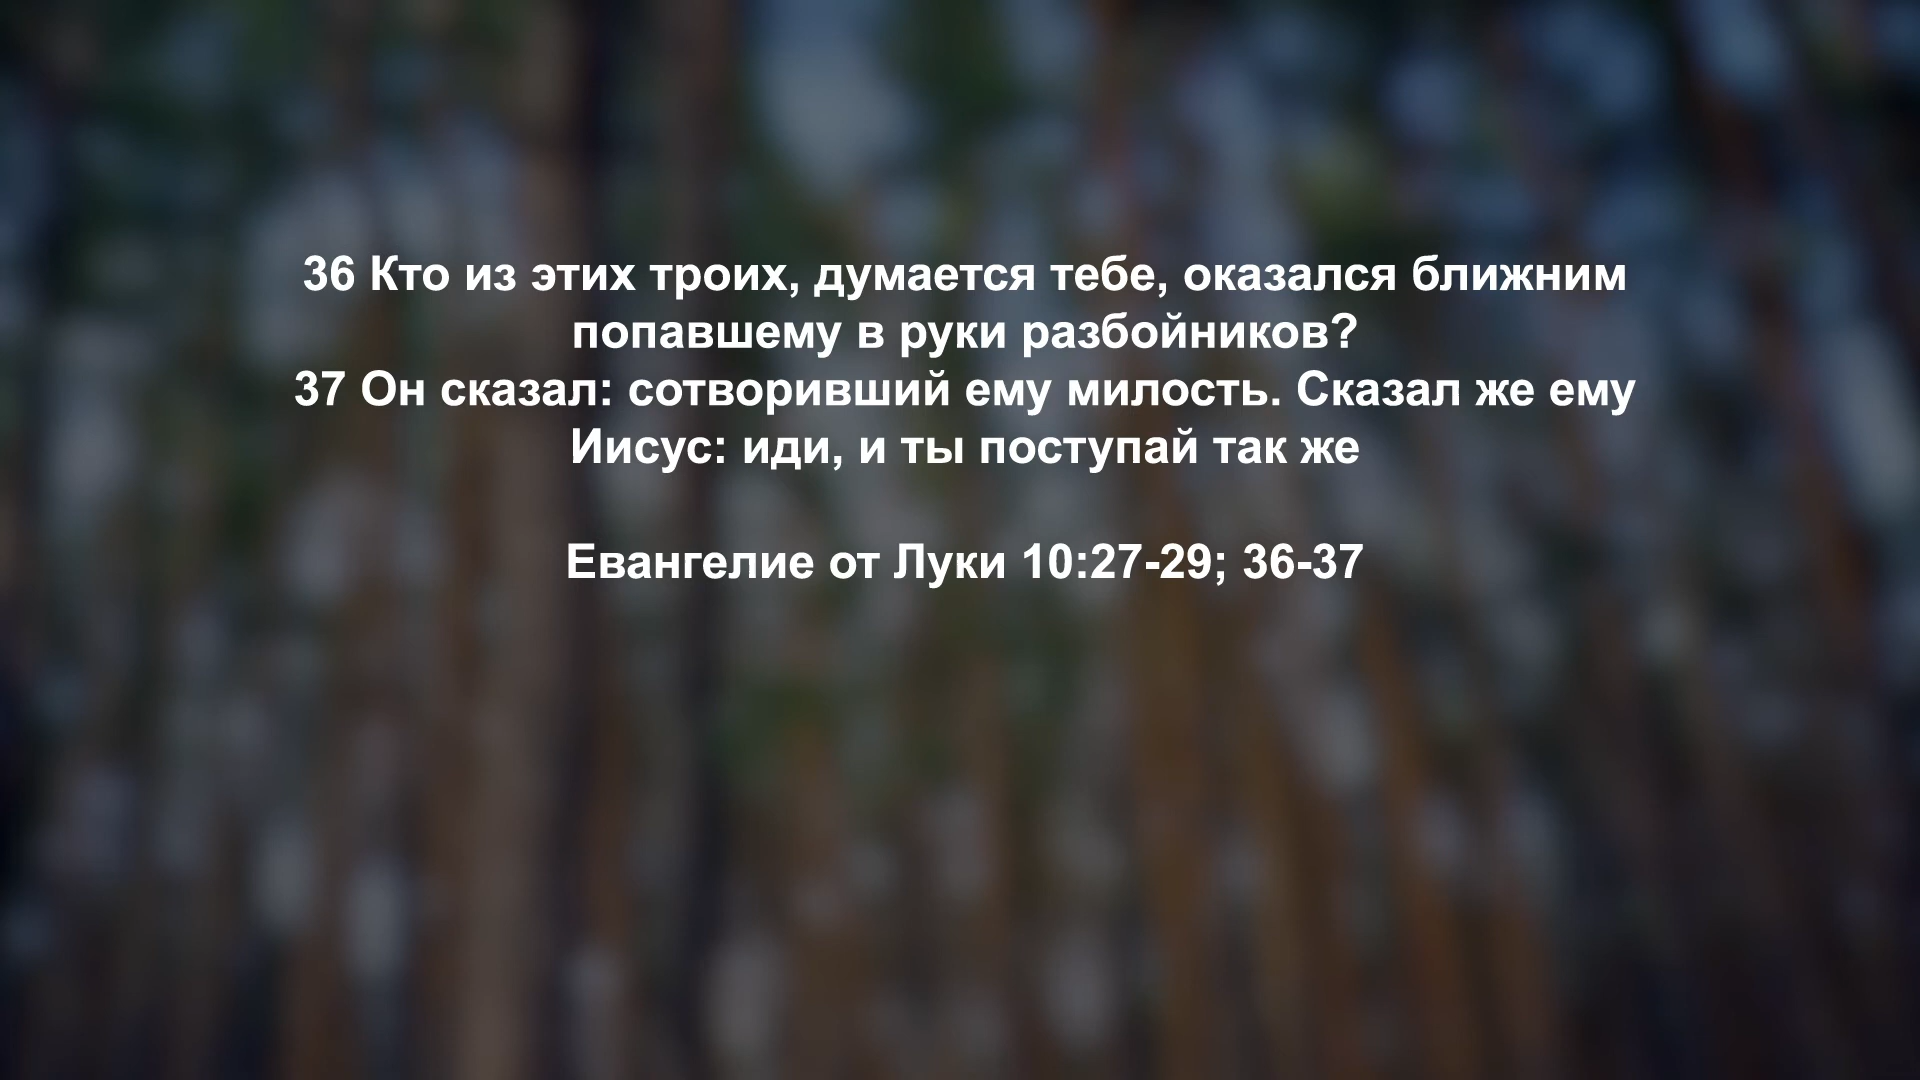 36 Кто из этих троих, думается тебе, оказался ближним
попавшему в руки разбойников?
37 Он сказал: сотворивший ему милость. Сказал же ему
Иисус: иди, и ты поступай так же
Евангелие от Луки 10:27-29; 36-37